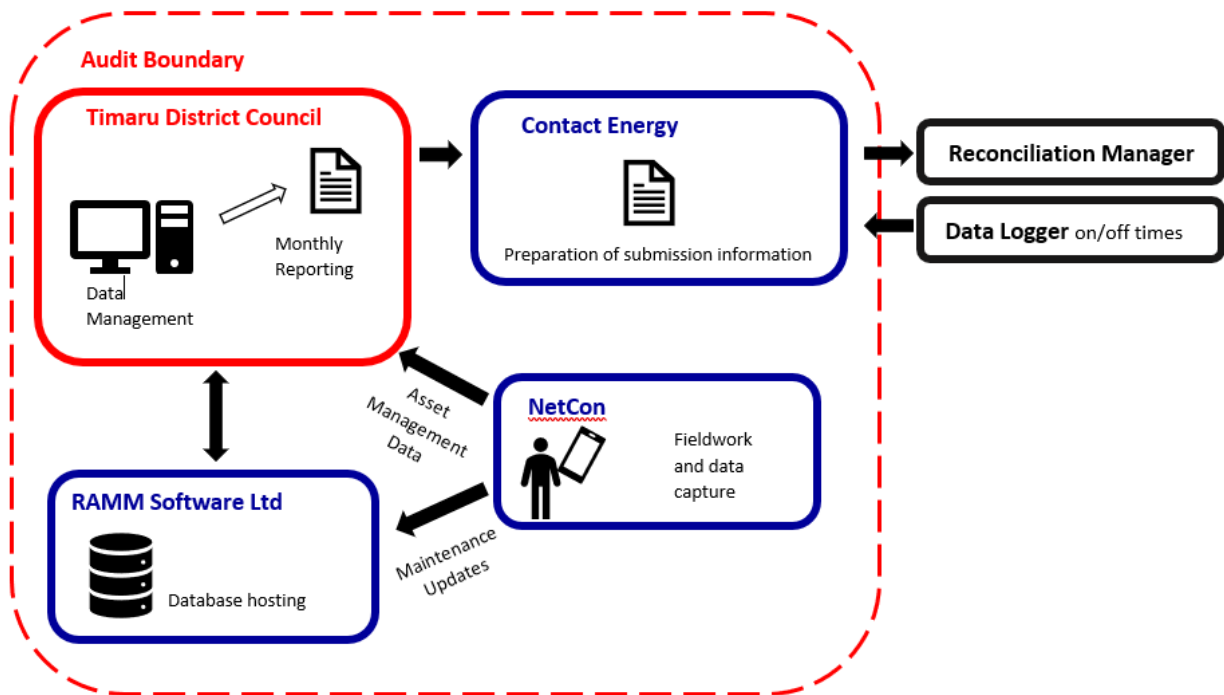 Audit Boundary
Timaru District Council
Monthly
Reporting
Data
Management
Contact Energy
Preparation of submission information
Reconciliation Manager
Data Logger on/off times
Asset
Management
Data
NetCon
Fieldwork
and data
capture
RAMM Software Ltd
Database hosting
Maintenance
Updates